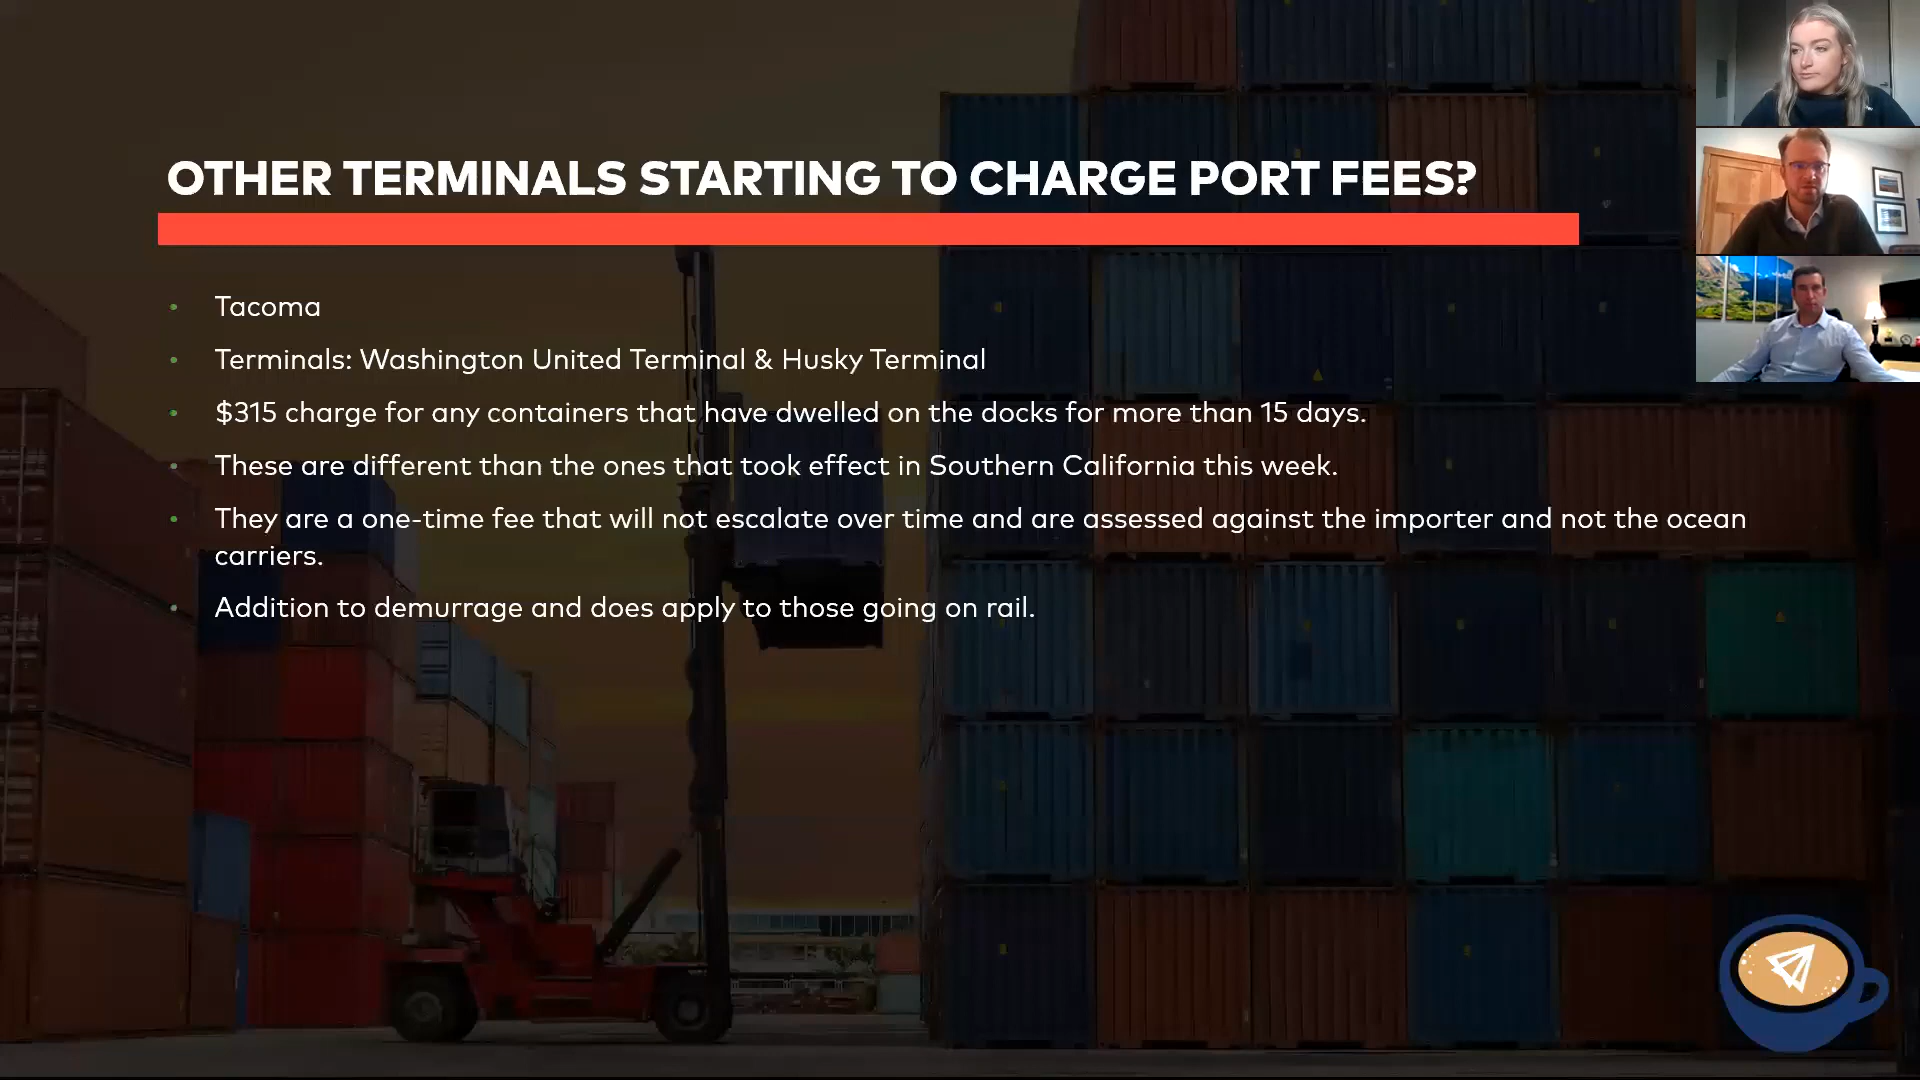 OTHER TERMINALS STARTING TO CHARGE PORT FEES?
• Tacoma
• Terminals: Washington United Terminal & Husky Terminal
• $315 charge for any containers that have dwelled on the docks for more than 15 days.
• These are different than the ones that took effect in Southern California this week.
• They are a one-time fee that will not escalate over time and are assessed against the importer and not the ocean
carriers.
• Addition to demurrage and does apply to those going on rail.